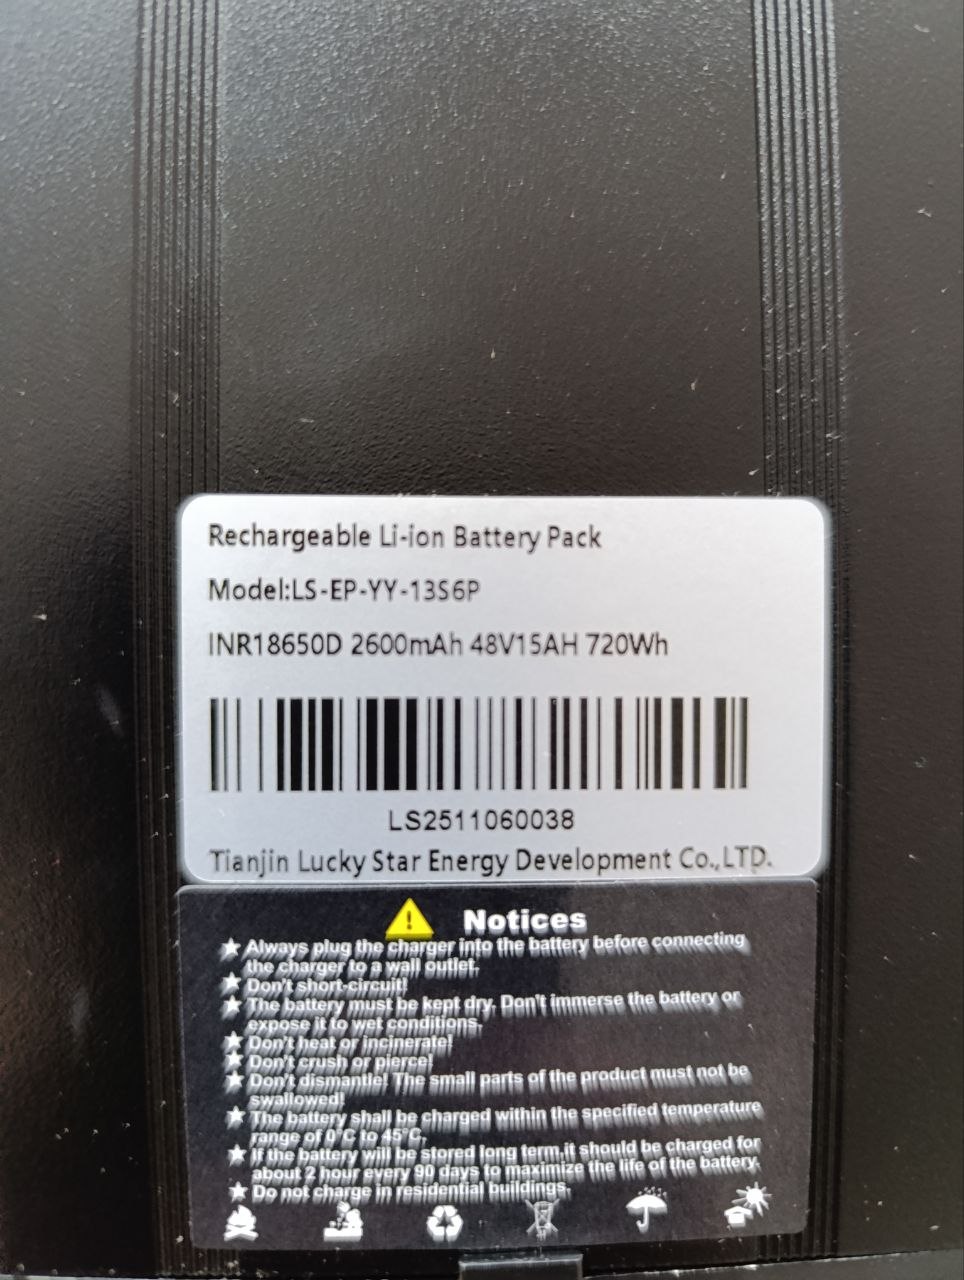 Rechargeable Li-ion Battery Pack
Model:LS-EP-YY-13S6P
INR18650D 2600mAh 48V15AH 720Wh
LS2511060038
Tianjin Lucky Star Energy Development Co.,LTD.
Notices
Always plug the charger into the battery before connecting
the charger to a wall outlet.
Don't short-circuit!
The battery must be kept dry. Don't immerse the battery or
expose it to wet conditions.
Don't heat or incinerate!
Don't crush or pierce!
Don't dismantle! The small parts of the product must not be
swallowed!
The battery shall be charged within the specified temperature
range of 0°C to 45°C.
If the battery will be stored long term,it should be charged for
about 2 hour every 90 days to maximize the life of the battery.
Do not charge in residential buildings.